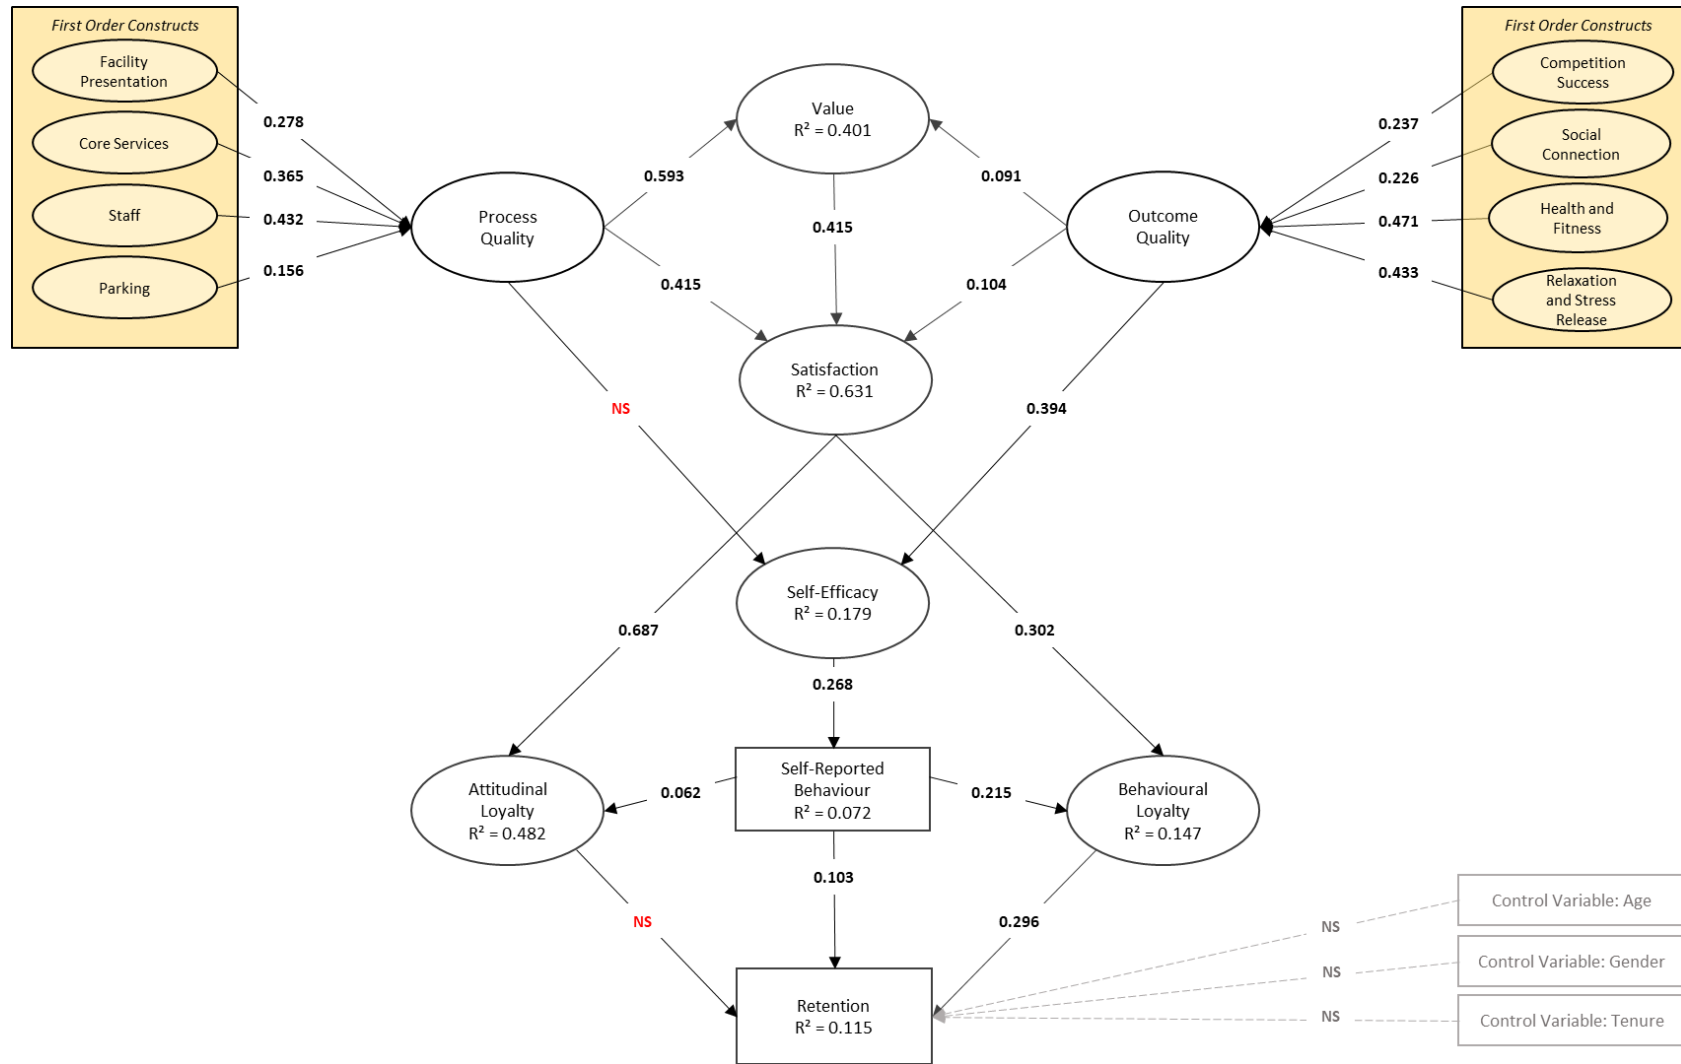 First Order Constructs
Facility
Presentation
Core Services
Staff
Parking
0.278
0.365
0.432
0.156
Process
Quality
Value
R² = 0.401
0.593
0.091
0.415
0.415
0.104
Satisfaction
R² = 0.631
Outcome
Quality
First Order Constructs
Competition
Success
Social
Connection
Health and
Fitness
Relaxation
and Stress
Release
0.237
0.226
0.471
0.433
NS
0.394
Self-Efficacy
R² = 0.179
0.687
0.302
0.268
Attitudinal
Loyalty
R² = 0.482
0.062
Self-Reported
Behaviour
R² = 0.072
0.215
Behavioural
Loyalty
R² = 0.147
0.103
NS
0.296
Retention
R² = 0.115
NS
NS
NS
Control Variable: Age
Control Variable: Gender
Control Variable: Tenure